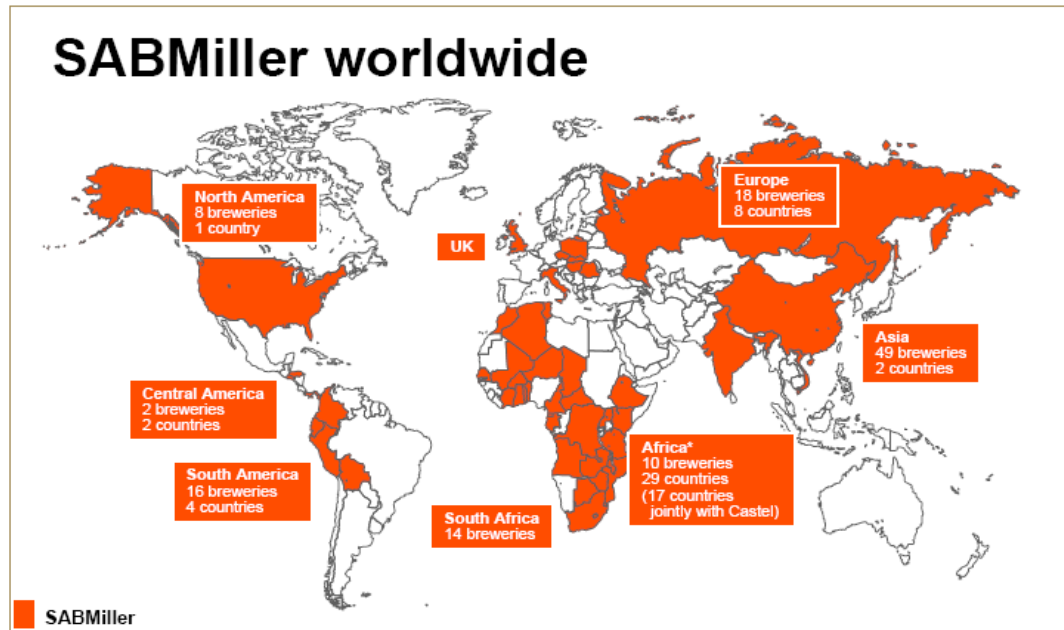 SABMiller worldwide
North America
8 breweries
1 country
Europe
18 breweries
8 countries
UK
Asia
49 breweries
2 countries
Central America
2 breweries
2 countries
South America
16 breweries
4 countries
Africa*
10 breweries
29 countries
(17 countries
jointly with Castel)
South Africa
14 breweries
SABMiller